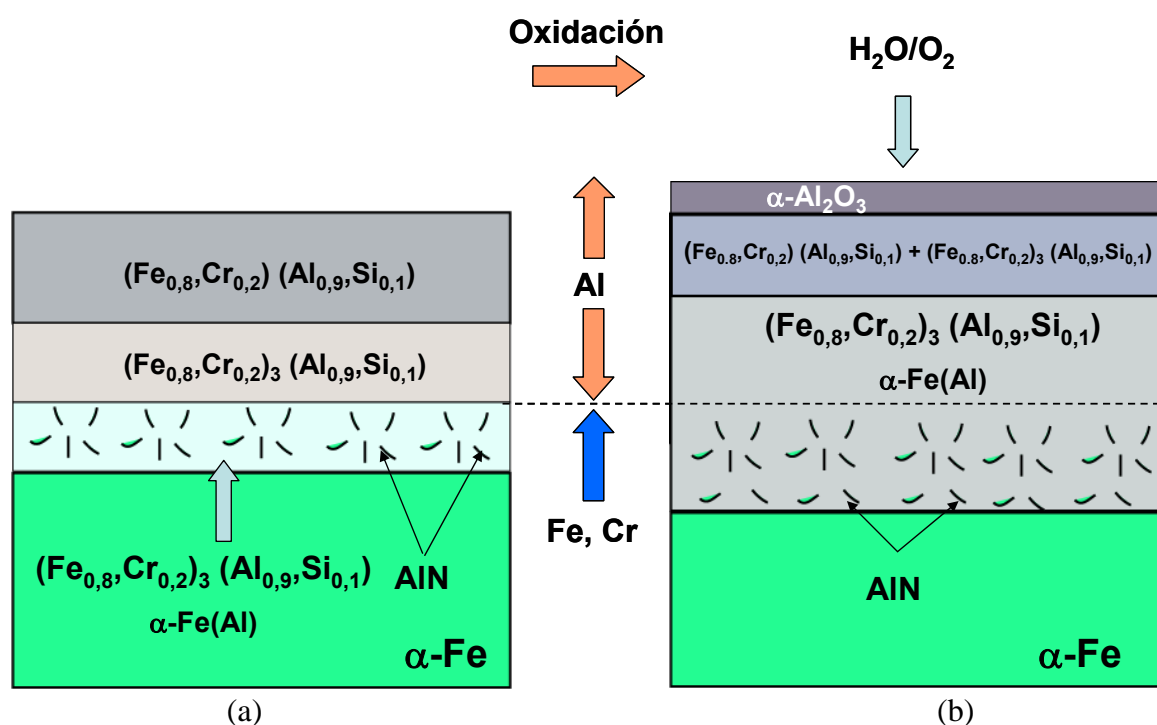 Oxidación
H₂O/O₂
α-Al₂O₃
(Fe₀,₈,Cr₀,₂) (Al₀,₉,Si₀,₁)
(Fe₀.₈,Cr₀,₂) (Al₀,₉,Si₀,₁) + (Fe₀.₈,Cr₀,₂)₃ (Al₀,₉,Si₀,₁)
Al
(Fe₀,₈,Cr₀,₂)₃ (Al₀,₉,Si₀,₁)
(Fe₀,₈,Cr₀,₂)₃ (Al₀,₉,Si₀,₁)
α-Fe(Al)
Fe, Cr
(Fe₀,₈,Cr₀,₂)₃ (Al₀,₉,Si₀,₁)
α-Fe(Al)
AlN
AlN
α-Fe
α-Fe
(a)
(b)